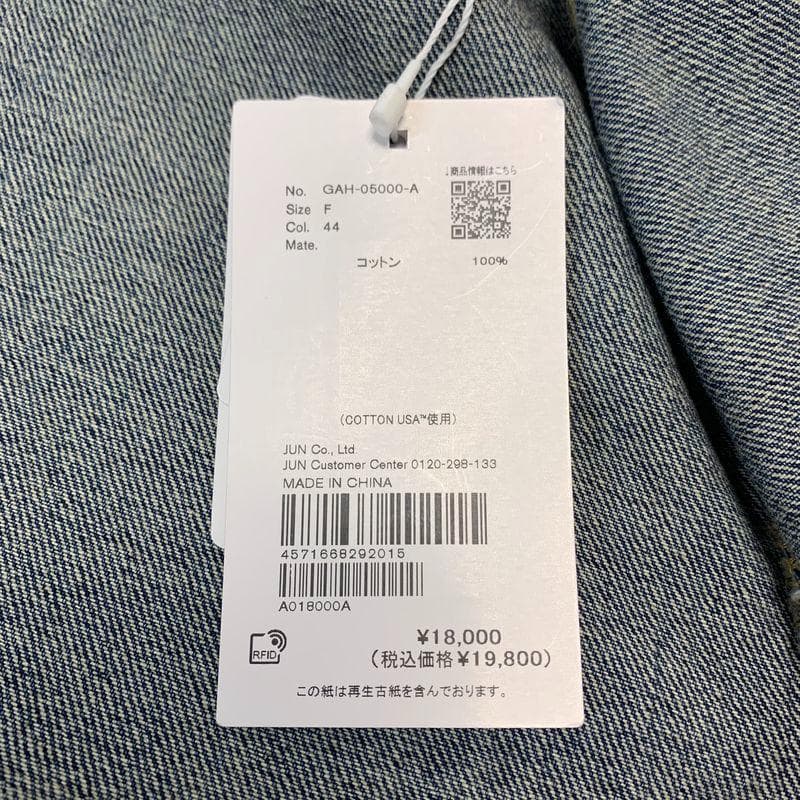 ↓商品情報はこちら
No. GAH-05000-A
Size F
Col. 44
Mate.
コットン 100%
(COTTON USA™使用)
JUN Co., Ltd
JUN Customer Center 0120-298-133
MADE IN CHINA
4571668292015
A018000A
RFID
¥18,000
(税込価格¥19,800)
この紙は再生古紙を含んでおります。